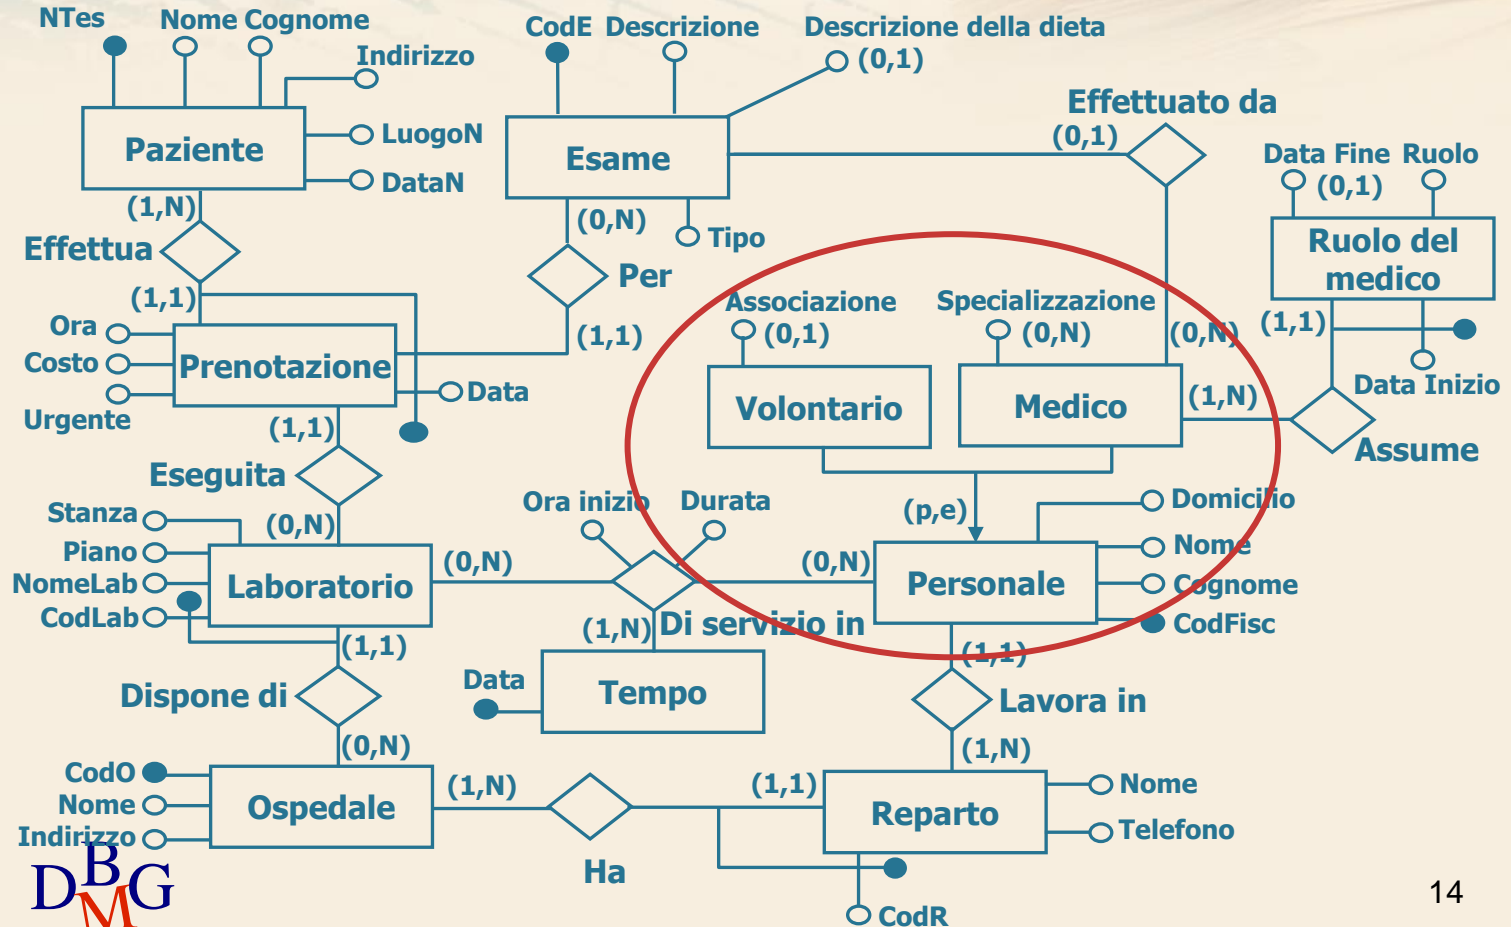 NTes
Nome Cognome
Indirizzo
Paziente
LuogoN
DataN
(1,N)
Effettua
(1,1)
CodE Descrizione
Descrizione della dieta
(0,1)
Esame
(0,N)
Tipo
Per
(1,1)
Effettuato da
(0,1)
(0,N)
Data Fine Ruolo
(0,1)
Ruolo del
medico
(1,1)
Data Inizio
Assume
(1,N)
Associazione
(0,1)
Volontario
Specializzazione
(0,N)
Medico
(p,e)
Ora
Costo
Urgente
Prenotazione
Data
(1,1)
Eseguita
(0,N)
Stanza
Piano
NomeLab
CodLab
Laboratorio
(0,N)
Ora inizio
Durata
(0,N)
Di servizio in
(1,N)
Data
Tempo
Personale
Domicilio
Nome
Cognome
CodFisc
(1,1)
Lavora in
(1,N)
(1,1)
Dispone di
(0,N)
CodO
Nome
Indirizzo
Ospedale
(1,N)
Ha
(1,1)
Reparto
Nome
Telefono
CodR
DBMG
14